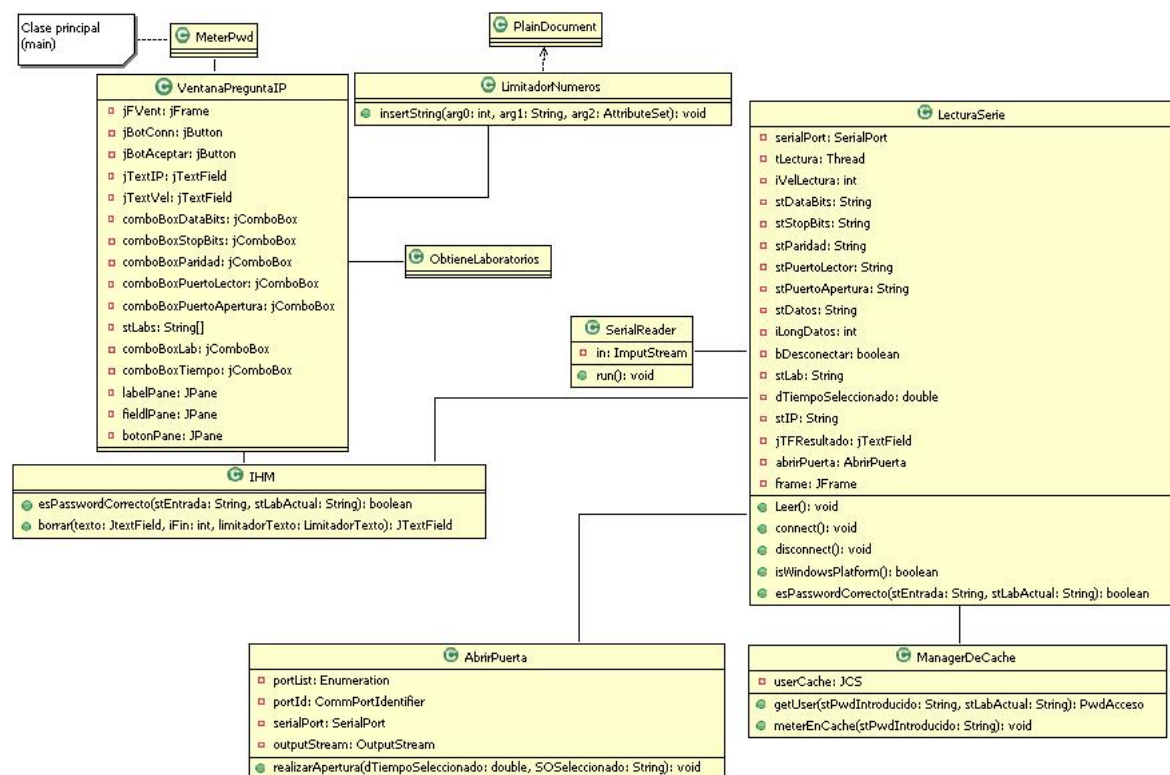 Clase principal
(main)
MeterPwd
PlainDocument
VentanaPreguntaIP
jFVent: jFrame
jBotConn: jButton
jBotAceptar: jButton
jTextIP: jTextField
jTextVel: jTextField
comboBoxDataBits: jComboBox
comboBoxStopBits: jComboBox
comboBoxParidad: jComboBox
comboBoxPuertoLector: jComboBox
comboBoxPuertoApertura: jComboBox
stLabs: String[]
comboBoxLab: jComboBox
comboBoxTiempo: jComboBox
labelPane: JPane
fieldlPane: JPane
botonPane: JPane
LimitadorNumeros
insertString(arg0: int, arg1: String, arg2: AttributeSet): void
ObtieneLaboratorios
SerialReader
in: ImputStream
run(): void
LecturaSerie
serialPort: SerialPort
tLectura: Thread
iVelLectura: int
stDataBits: String
stStopBits: String
stParidad: String
stPuertoLector: String
stPuertoApertura: String
stDatos: String
iLongDatos: int
bDesconectar: boolean
stLab: String
dTiempoSeleccionado: double
stIP: String
jTFResultado: jTextField
abrirPuerta: AbrirPuerta
frame: JFrame
Leer(): void
connect(): void
disconnect(): void
isWindowsPlatform(): boolean
esPasswordCorrecto(stEntrada: String, stLabActual: String): boolean
IHM
esPasswordCorrecto(stEntrada: String, stLabActual: String): boolean
borrar(texto: JtextField, iFin: int, limitadorTexto: LimitadorTexto): JTextField
AbrirPuerta
portList: Enumeration
portId: CommPortIdentifier
serialPort: SerialPort
outputStream: OutputStream
realizarApertura(dTiempoSeleccionado: double, SOSeleccionado: String): void
ManagerDeCache
userCache: JCS
getUser(stPwdIntroducido: String, stLabActual: String): PwdAcceso
meterEnCache(stPwdIntroducido: String): void